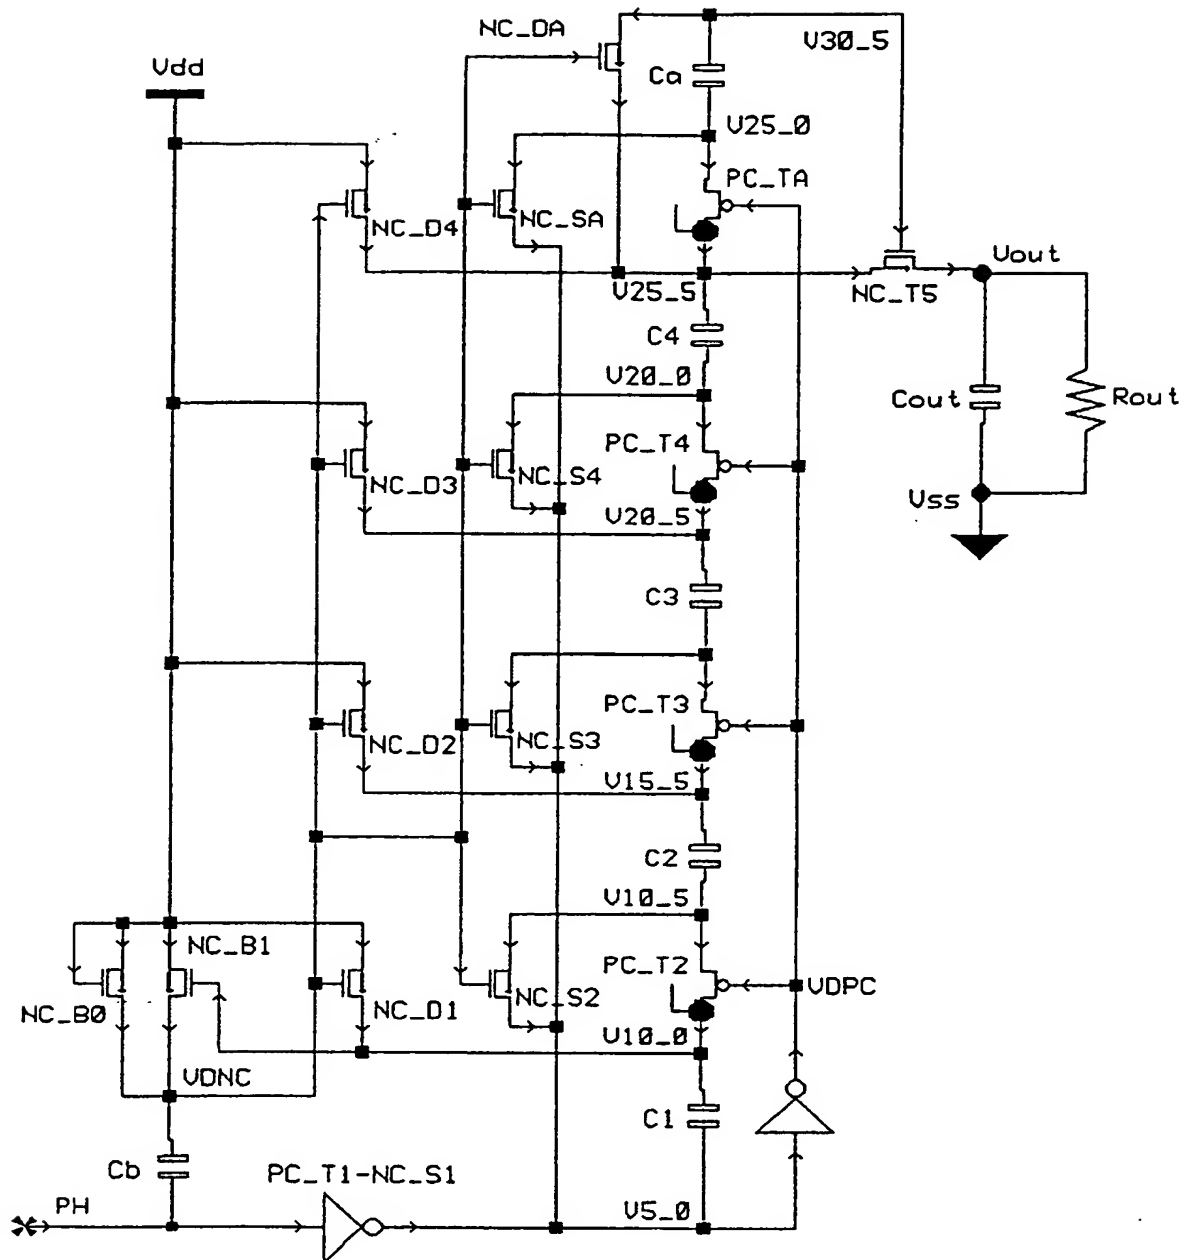 NC_DA
V30_5
Vdd
Ca
V25_0
PC_TA
NC_D4
NC_SA
Vout
V25_5
NC_T5
C4
V20_0
Cout
Rout
PC_T4
NC_D3
NC_S4
Vss
V20_5
C3
PC_T3
NC_D2
NC_S3
V15_5
C2
V10_5
NC_B1
PC_T2
NC_B0
NC_D1
NC_S2
VDPC
V10_0
VDNC
C1
Cb
PC_T1-NC_S1
PH
V5_0